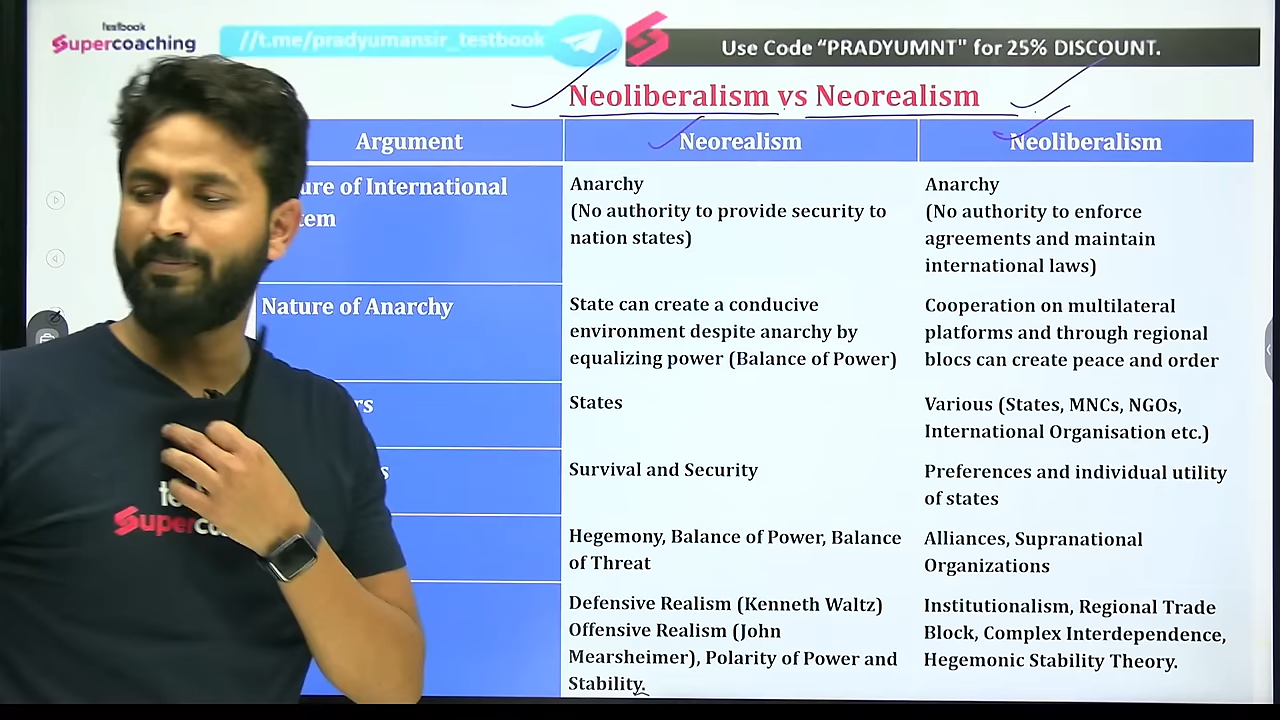 testbook
Supercoaching
//t.me/pradyumansir_testbook
Use Code “PRADYUMNT" for 25% DISCOUNT.
Neoliberalism vs Neorealism
Argument
Neorealism
Neoliberalism
of International
Anarchy
(No authority to provide security to
nation states)
Anarchy
(No authority to enforce
agreements and maintain
international laws)
Nature of Anarchy
State can create a conducive
environment despite anarchy by
equalizing power (Balance of Power)
Cooperation on multilateral
platforms and through regional
blocs can create peace and order
States
Various (States, MNCs, NGOs,
International Organisation etc.)
Survival and Security
Preferences and individual utility
of states
Hegemony, Balance of Power, Balance
of Threat
Alliances, Supranational
Organizations
Defensive Realism (Kenneth Waltz)
Offensive Realism (John
Mearsheimer), Polarity of Power and
Stability.
Institutionalism, Regional Trade
Block, Complex Interdependence,
Hegemonic Stability Theory.